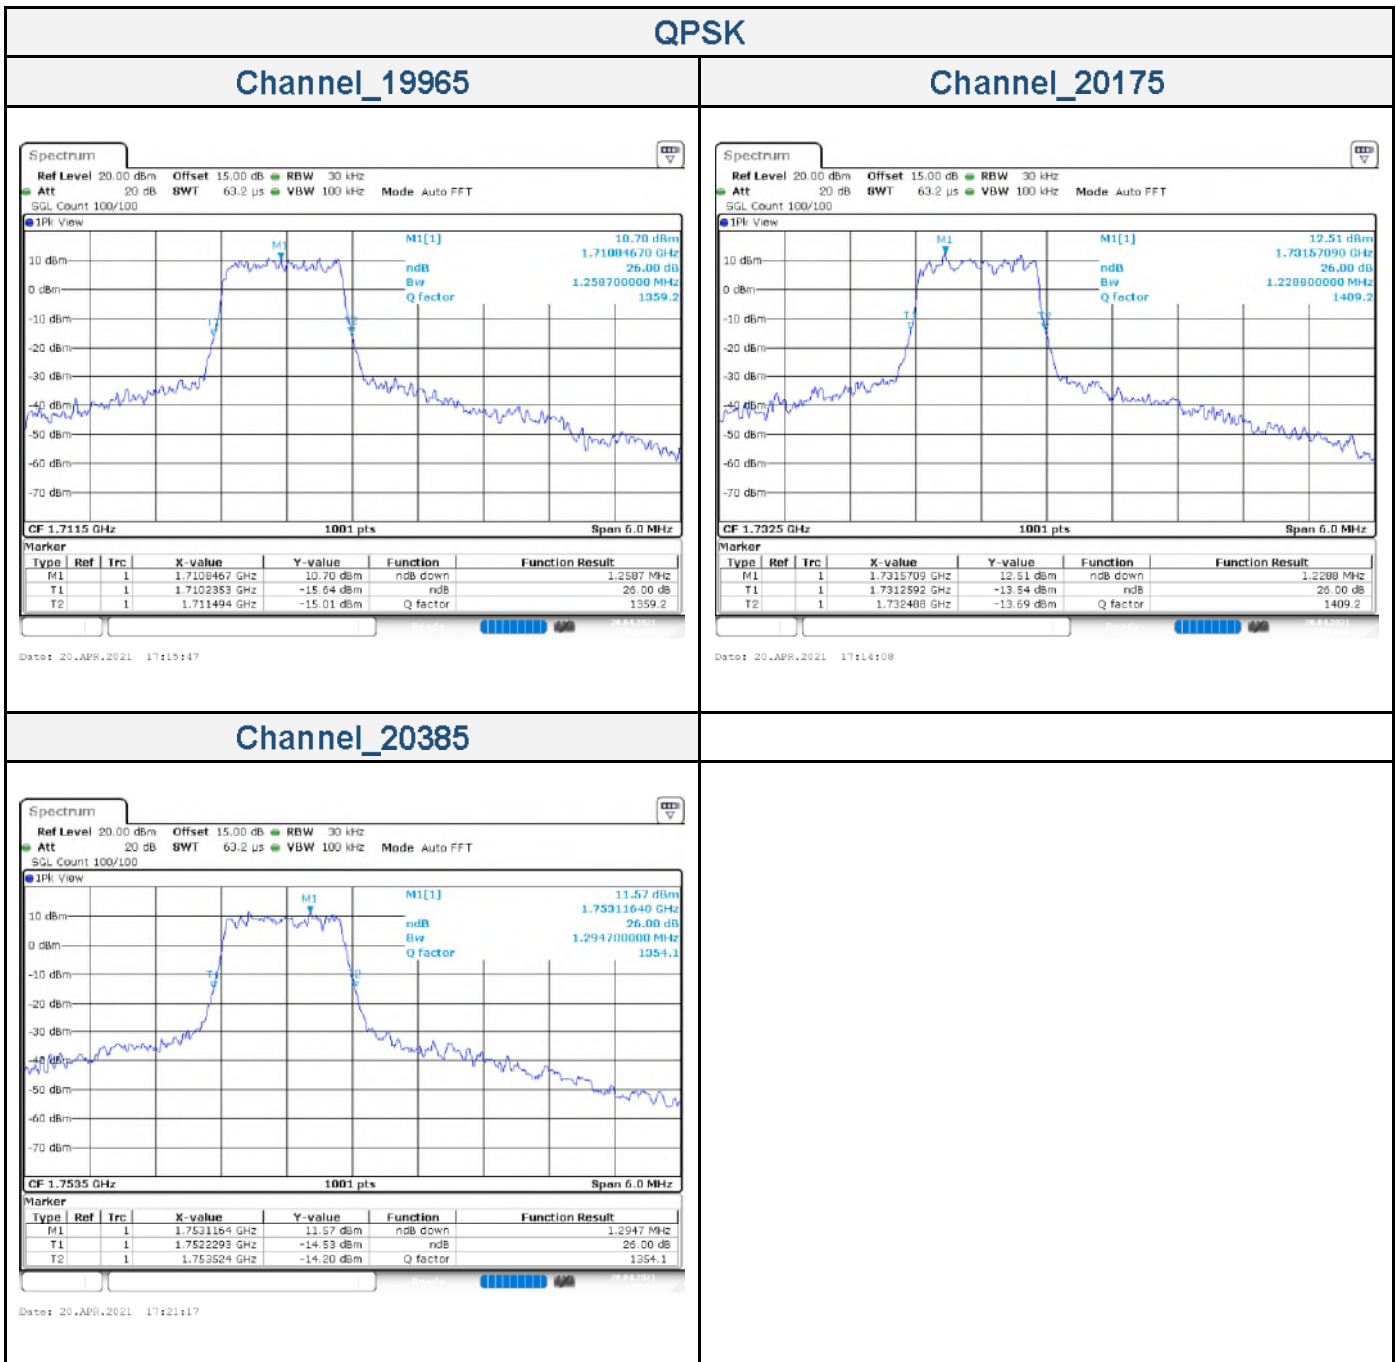 QPSK
Channel_19965
Spectrum
Ref Level 20.00 dBm Offset 15.00 dB RBW 30 kHz
Att 20 dB SWT 63.2 µs VBW 100 kHz Mode Auto FFT
SGL Count 100/100
1Pk View
M1[1] 10.70 dBm
1.71084670 GHz
ndB 26.00 dB
Bw 1.258700000 MHz
Q factor 1359.2
M1
T1
T2
10 dBm
0 dBm
-10 dBm
-20 dBm
-30 dBm
-40 dBm
-50 dBm
-60 dBm
-70 dBm
CF 1.7115 GHz 1001 pts Span 6.0 MHz
Marker
Type Ref Trc X-value Y-value Function Function Result
M1 1 1.7108467 GHz 10.70 dBm ndB down 1.2587 MHz
T1 1 1.7102353 GHz -15.64 dBm ndB 26.00 dB
T2 1 1.711494 GHz -15.01 dBm Q factor 1359.2
Date: 20.APR.2021 17:15:47
Channel_20175
Spectrum
Ref Level 20.00 dBm Offset 15.00 dB RBW 30 kHz
Att 20 dB SWT 63.2 µs VBW 100 kHz Mode Auto FFT
SGL Count 100/100
1Pk View
M1[1] 12.51 dBm
1.73157090 GHz
ndB 26.00 dB
Bw 1.228800000 MHz
Q factor 1409.2
M1
T1
T2
10 dBm
0 dBm
-10 dBm
-20 dBm
-30 dBm
-40 dBm
-50 dBm
-60 dBm
-70 dBm
CF 1.7325 GHz 1001 pts Span 6.0 MHz
Marker
Type Ref Trc X-value Y-value Function Function Result
M1 1 1.7315709 GHz 12.51 dBm ndB down 1.2288 MHz
T1 1 1.7312592 GHz -13.54 dBm ndB 26.00 dB
T2 1 1.732488 GHz -13.69 dBm Q factor 1409.2
Date: 20.APR.2021 17:14:08
Channel_20385
Spectrum
Ref Level 20.00 dBm Offset 15.00 dB RBW 30 kHz
Att 20 dB SWT 63.2 µs VBW 100 kHz Mode Auto FFT
SGL Count 100/100
1Pk View
M1[1] 11.57 dBm
1.75311640 GHz
ndB 26.00 dB
Bw 1.294700000 MHz
Q factor 1354.1
M1
T1
T2
10 dBm
0 dBm
-10 dBm
-20 dBm
-30 dBm
-40 dBm
-50 dBm
-60 dBm
-70 dBm
CF 1.7535 GHz 1001 pts Span 6.0 MHz
Marker
Type Ref Trc X-value Y-value Function Function Result
M1 1 1.7531164 GHz 11.57 dBm ndB down 1.2947 MHz
T1 1 1.7522293 GHz -14.53 dBm ndB 26.00 dB
T2 1 1.753524 GHz -14.20 dBm Q factor 1354.1
Date: 20.APR.2021 17:21:17